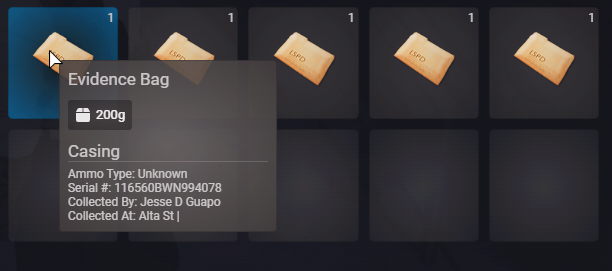 1
1
1
1
1
LSPD
LSPD
LSPD
Evidence Bag
200g
Casing
Ammo Type: Unknown
Serial #: 116560BWN994078
Collected By: Jesse D Guapo
Collected At: Alta St |